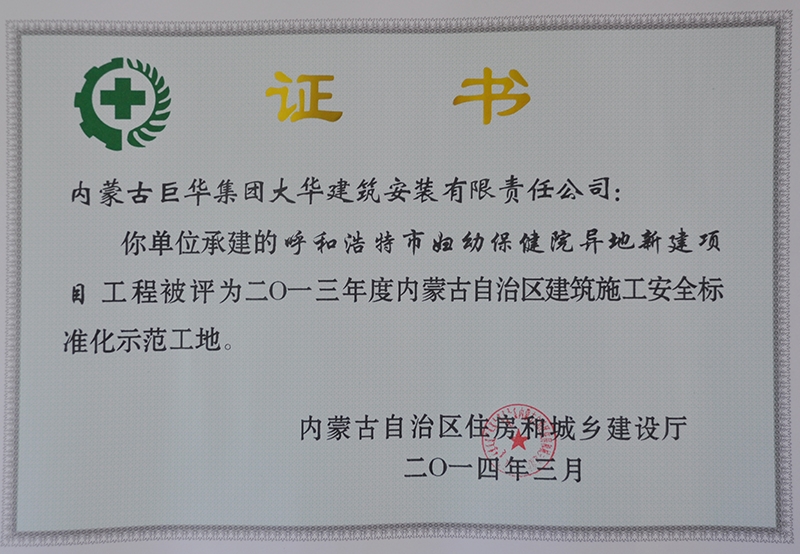 证 书
内蒙古巨华集团大华建筑安装有限责任公司：
你单位承建的呼和浩特市妇幼保健院异地新建项
目 工程被评为二〇一三年度内蒙古自治区建筑施工安全标
准化示范工地。
内蒙古自治区住房和城乡建设厅
二〇一四年三月